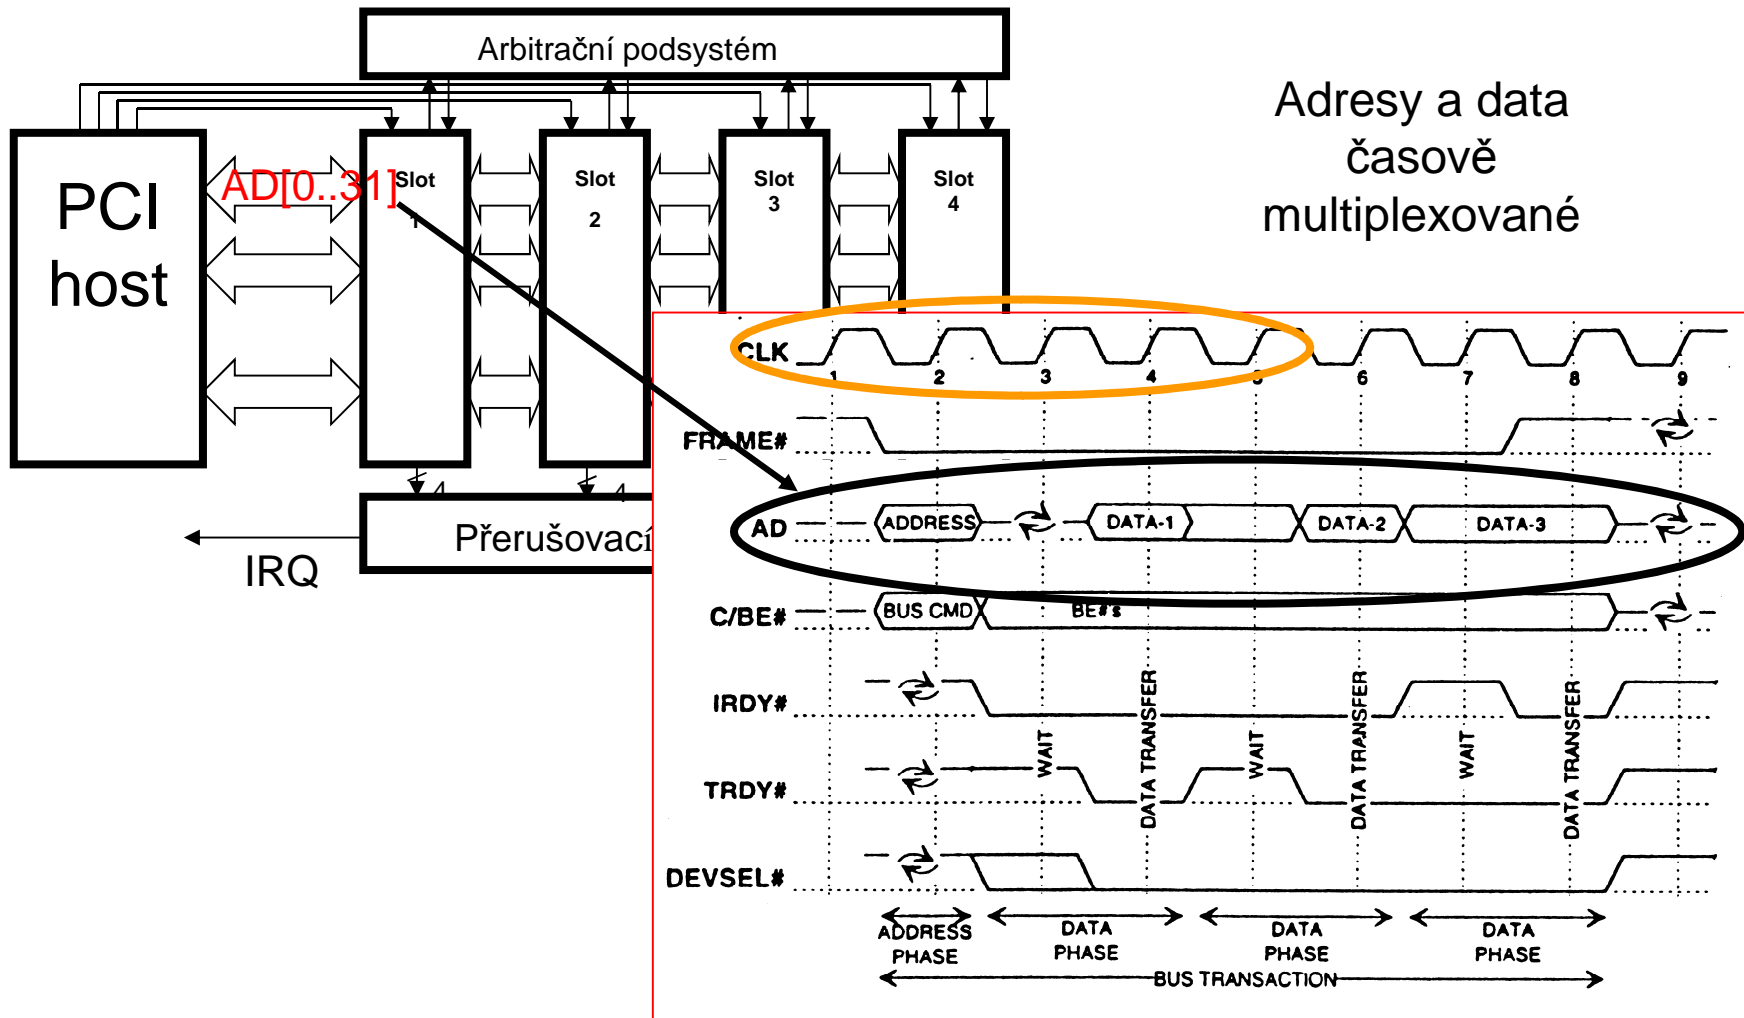 Arbitrační podsystém
Adresy a data
časově
multiplexované
PCI
host
AD[0..31]
Slot
1
Slot
2
Slot
3
Slot
4
4
4
Přerušovací
IRQ
CLK
1 2 3 4 5 6 7 8 9
FRAME#
AD
ADDRESS
DATA-1
DATA-2
DATA-3
C/BE#
BUS CMD
BE#'s
IRDY#
TRDY#
WAIT
DATA TRANSFER
WAIT
DATA TRANSFER
WAIT
DATA TRANSFER
DEVSEL#
ADDRESS
PHASE
DATA
PHASE
DATA
PHASE
DATA
PHASE
BUS TRANSACTION